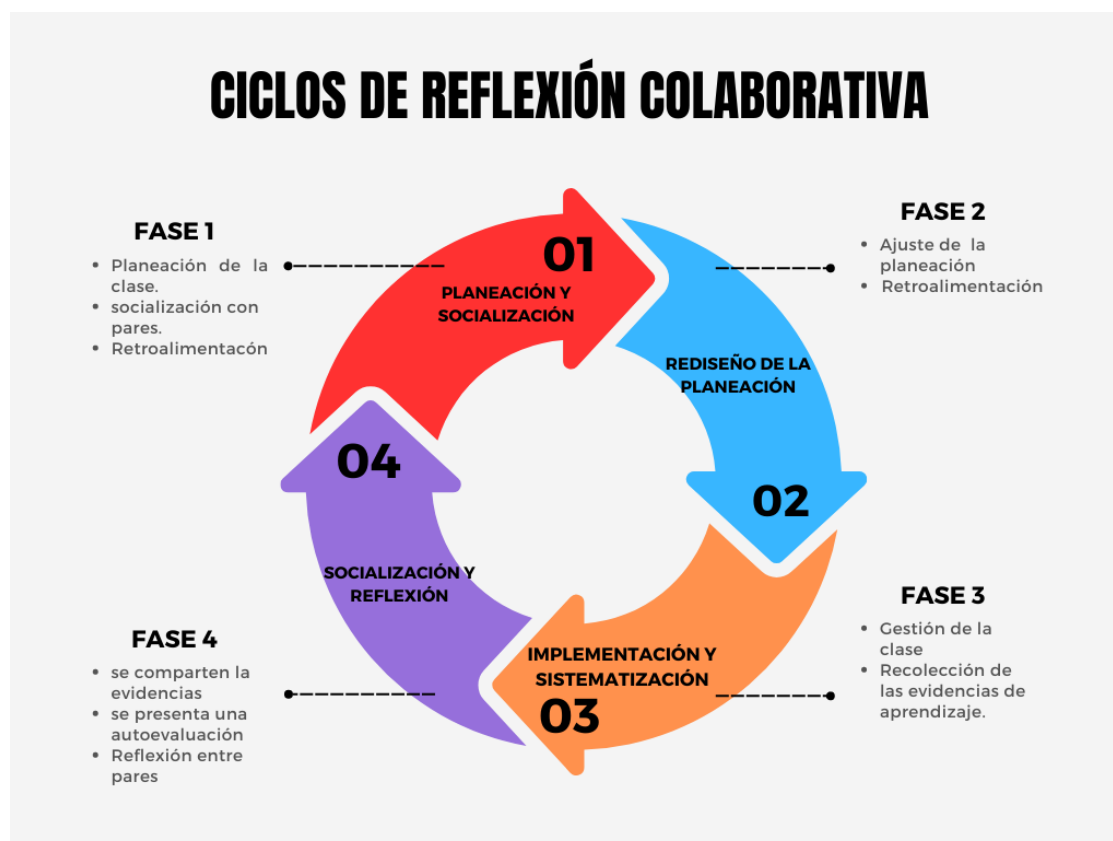 CICLOS DE REFLEXIÓN COLABORATIVA
FASE 1
• Planeación de la
clase.
• socialización con
pares.
• Retroalimentacón
01
PLANEACIÓN Y
SOCIALIZACIÓN
FASE 2
• Ajuste de la
planeación
• Retroalimentación
REDISEÑO DE LA
PLANEACIÓN
02
FASE 3
• Gestión de la
clase
• Recolección de
las evidencias de
aprendizaje.
IMPLEMENTACIÓN Y
SISTEMATIZACIÓN
03
04
SOCIALIZACIÓN Y
REFLEXIÓN
FASE 4
• se comparten la
evidencias
• se presenta una
autoevaluación
• Reflexión entre
pares